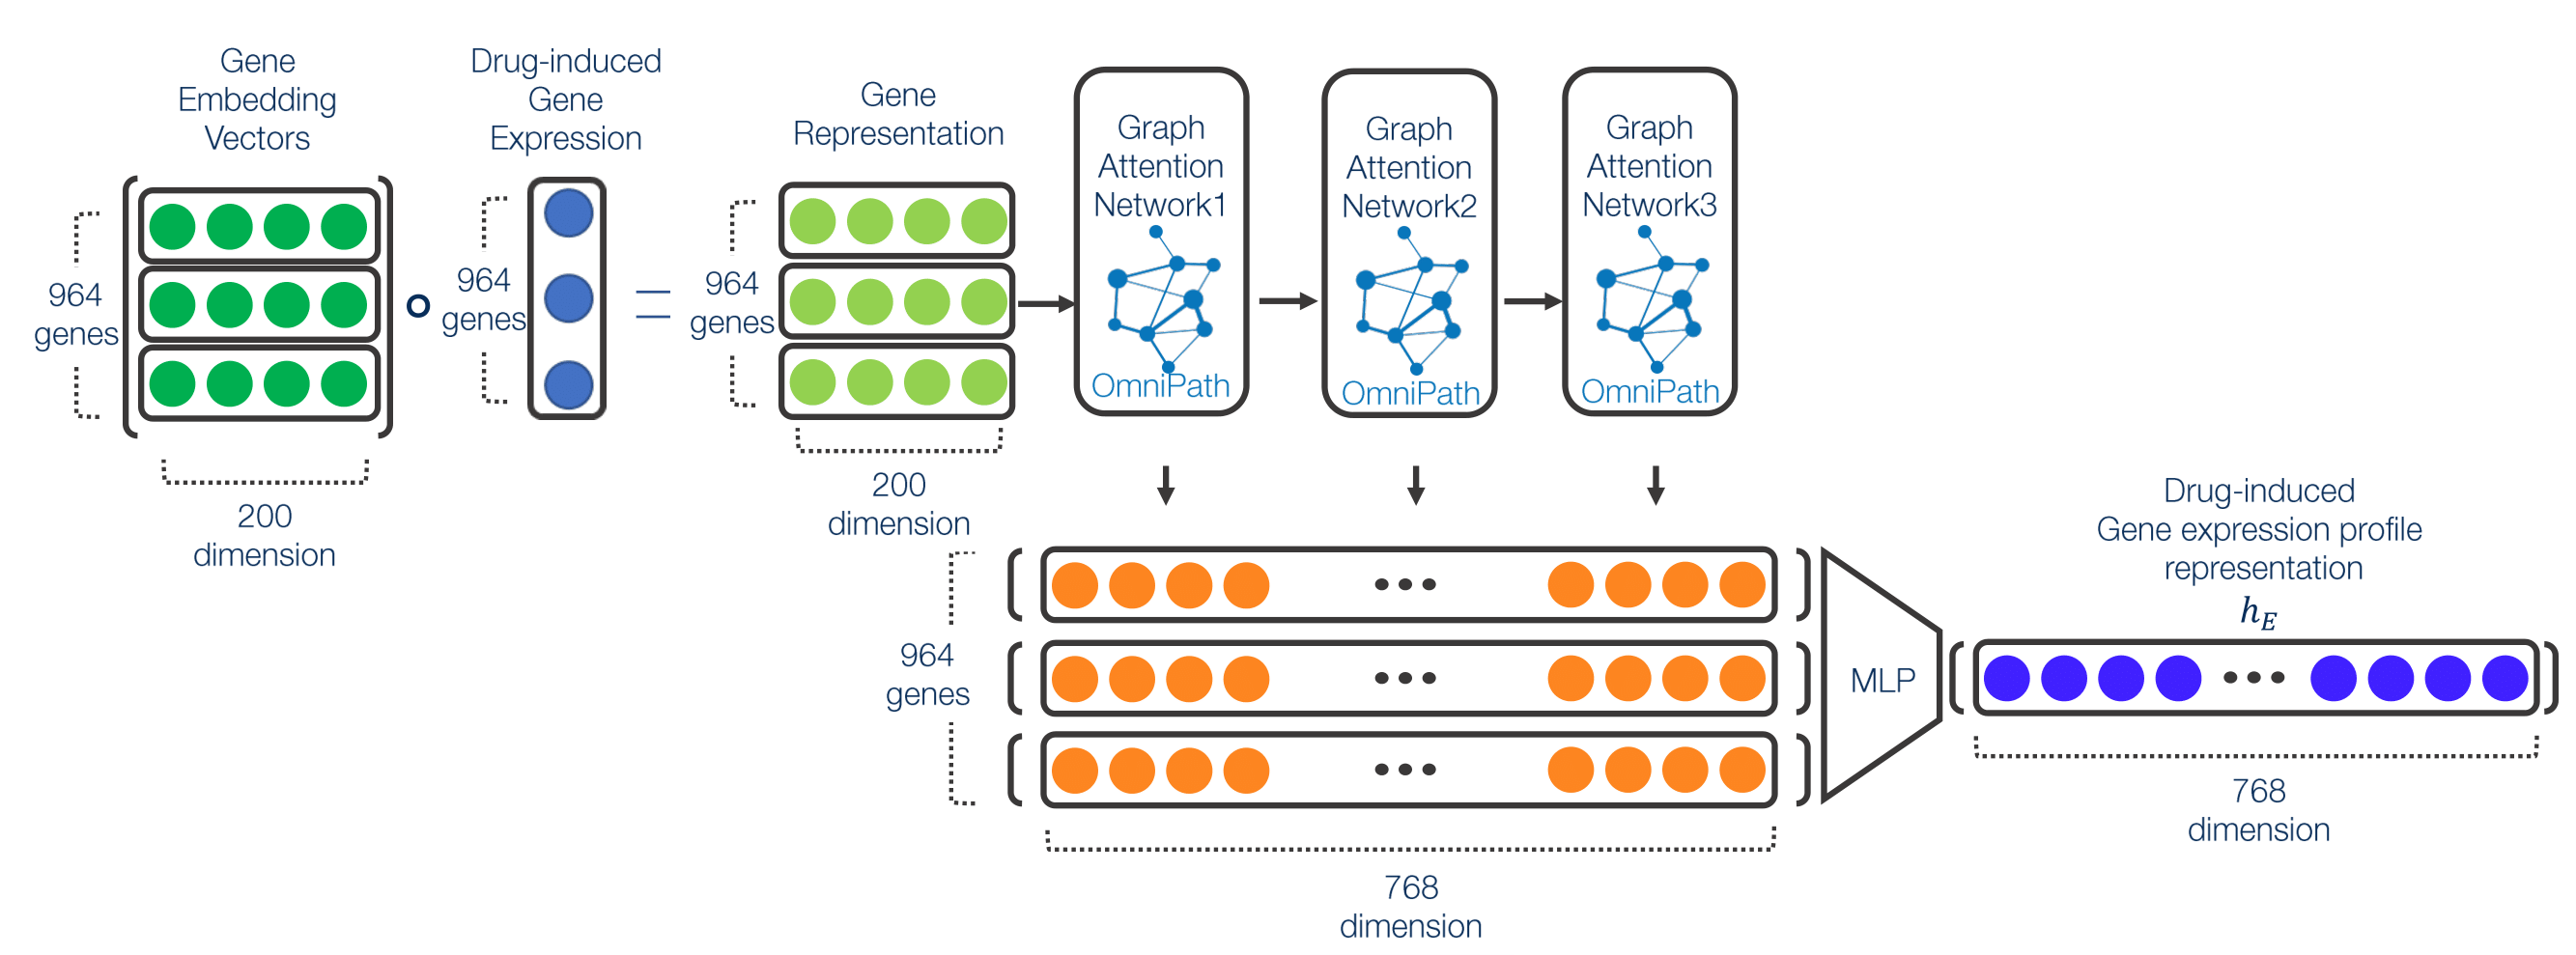 Gene
Embedding
Vectors
Drug-induced
Gene
Expression
Gene
Representation
964
genes
964
genes
964
genes
200
dimension
200
dimension
Graph
Attention
Network1
OmniPath
Graph
Attention
Network2
OmniPath
Graph
Attention
Network3
OmniPath
964
genes
768
dimension
MLP
Drug-induced
Gene expression profile
representation
h_E
768
dimension